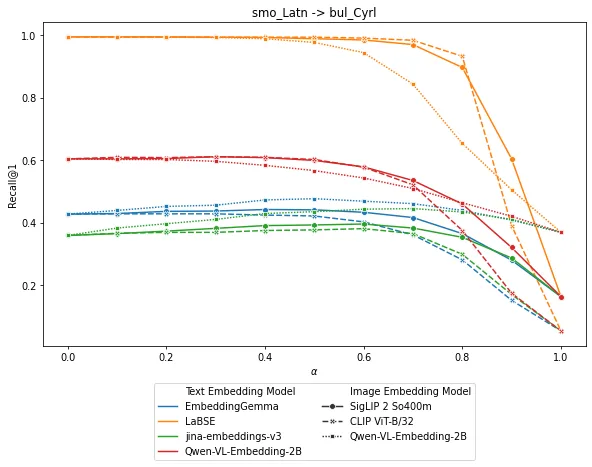 smo_Latn -> bul_Cyrl
Recall@1
1.0
0.8
0.6
0.4
0.2
0.0
0.2
0.4
0.6
0.8
1.0
α
Text Embedding Model
EmbeddingGemma
LaBSE
jina-embeddings-v3
Qwen-VL-Embedding-2B
Image Embedding Model
SigLIP 2 So400m
CLIP ViT-B/32
Qwen-VL-Embedding-2B